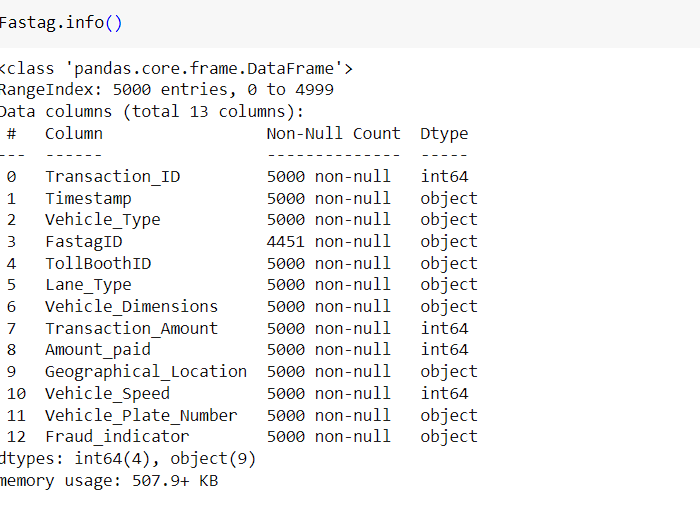 Fastag.info()
<class 'pandas.core.frame.DataFrame'>
RangeIndex: 5000 entries, 0 to 4999
Data columns (total 13 columns):
 #   Column                 Non-Null Count  Dtype
---  ------                 --------------  -----
 0   Transaction_ID         5000 non-null   int64
 1   Timestamp              5000 non-null   object
 2   Vehicle_Type           5000 non-null   object
 3   FastagID               4451 non-null   object
 4   TollBoothID            5000 non-null   object
 5   Lane_Type              5000 non-null   object
 6   Vehicle_Dimensions     5000 non-null   object
 7   Transaction_Amount     5000 non-null   int64
 8   Amount_paid            5000 non-null   int64
 9   Geographical_Location  5000 non-null   object
 10  Vehicle_Speed          5000 non-null   int64
 11  Vehicle_Plate_Number   5000 non-null   object
 12  Fraud_indicator        5000 non-null   object
dtypes: int64(4), object(9)
memory usage: 507.9+ KB